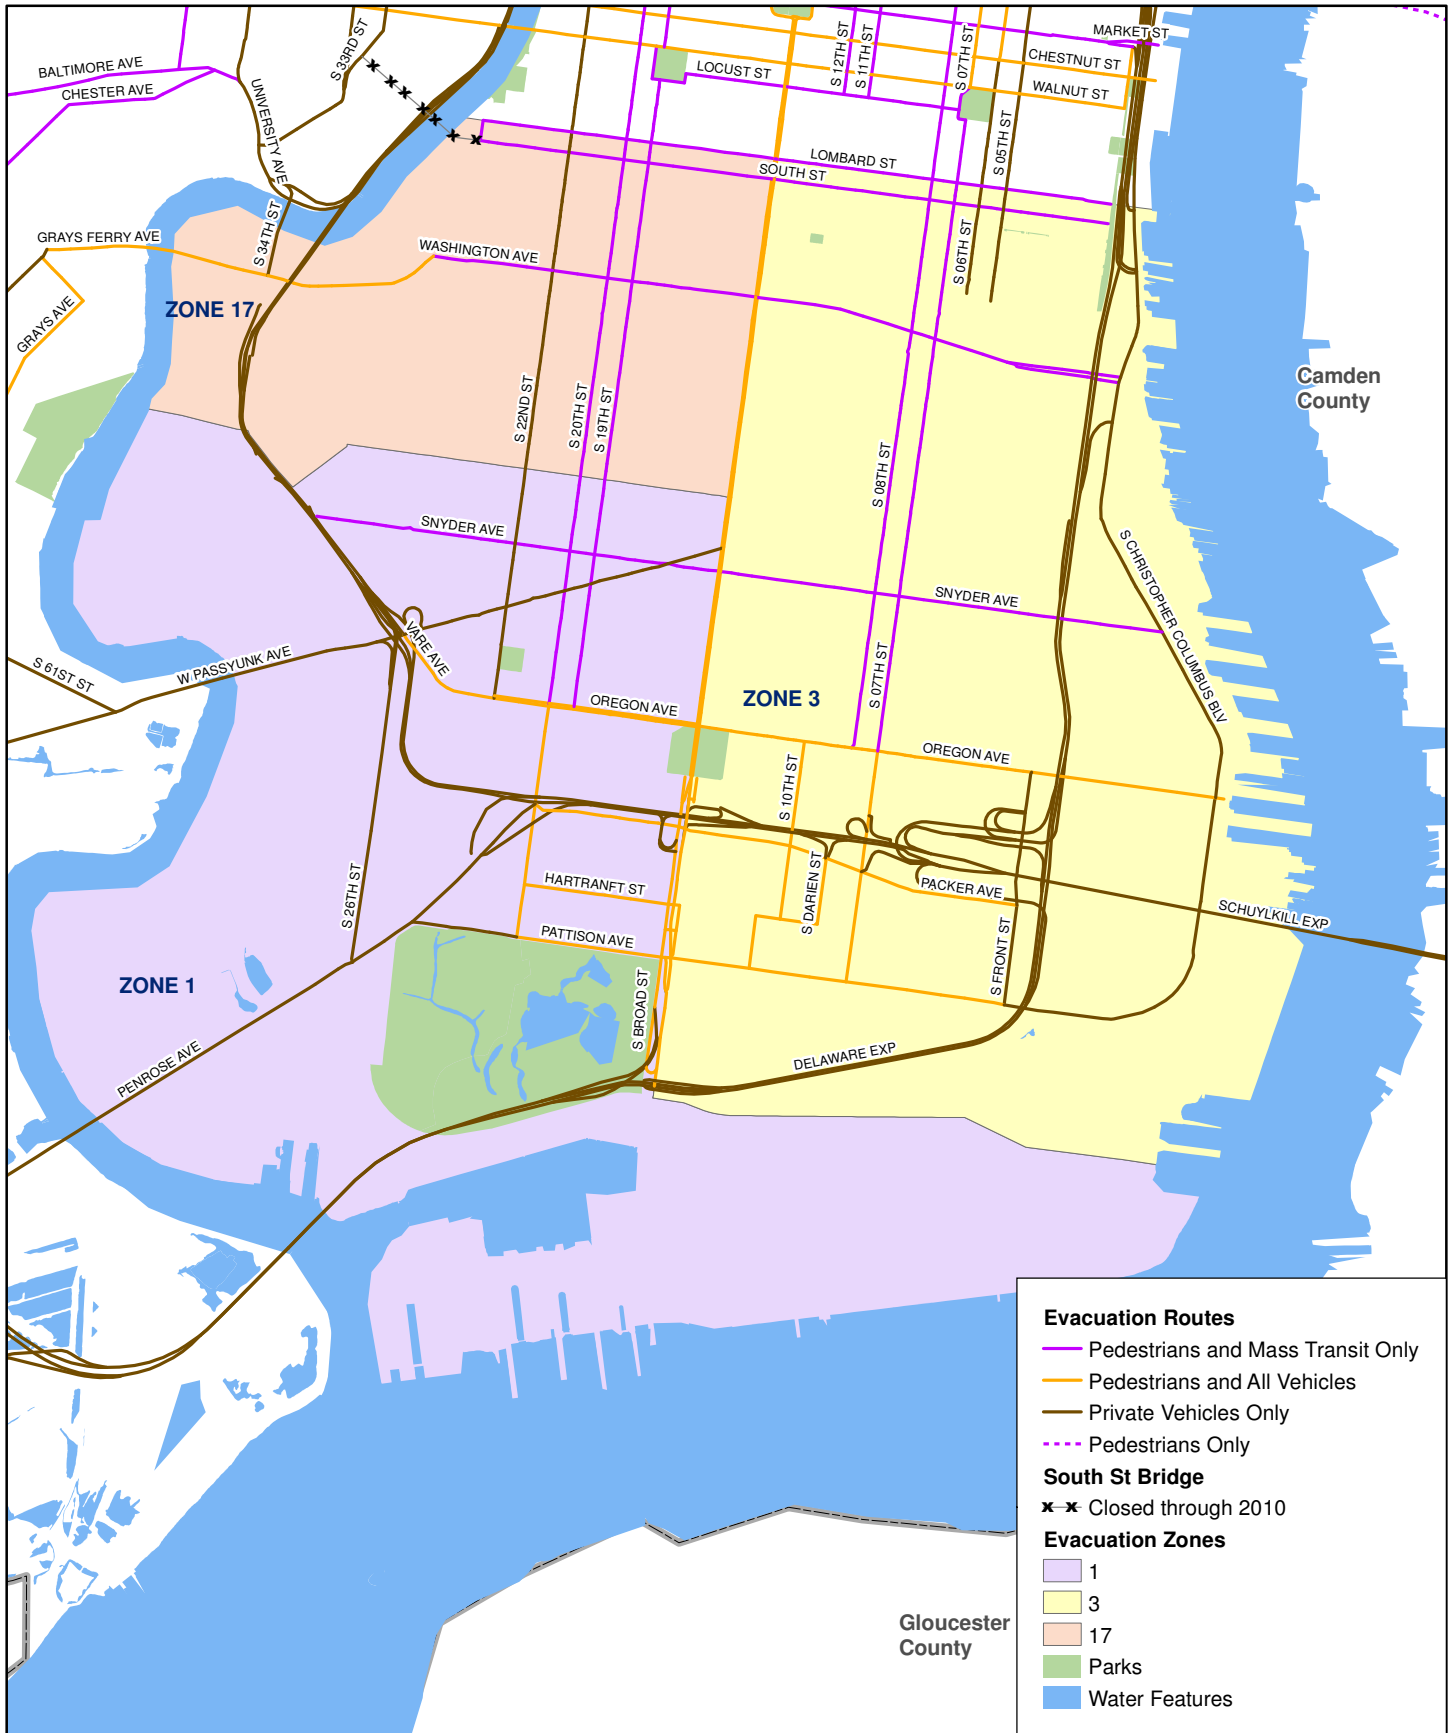 MARKET ST
S 33RD ST
S 12TH ST
S 11TH ST
S 07TH ST
CHESTNUT ST
BALTIMORE AVE
LOCUST ST
CHESTER AVE
WALNUT ST
UNIVERSITY AVE
S 05TH ST
LOMBARD ST
SOUTH ST
S 34TH ST
GRAYS FERRY AVE
WASHINGTON AVE
S 06TH ST
ZONE 17
GRAYS AVE
Camden
County
S 22ND ST
S 20TH ST
S 19TH ST
S 08TH ST
SNYDER AVE
S CHRISTOPHER COLUMBUS BLV
SNYDER AVE
VARE AVE
W PASSYUNK AVE
S 61ST ST
S 07TH ST
OREGON AVE
ZONE 3
OREGON AVE
S 10TH ST
HARTRANFT ST
S DARIEN ST
PACKER AVE
S 26TH ST
SCHUYLKILL EXP
PATTISON AVE
S FRONT ST
ZONE 1
S BROAD ST
DELAWARE EXP
PENROSE AVE
Evacuation Routes
Pedestrians and Mass Transit Only
Pedestrians and All Vehicles
Private Vehicles Only
Pedestrians Only
South St Bridge
Closed through 2010
Evacuation Zones
1
3
17
Parks
Water Features
Gloucester
County